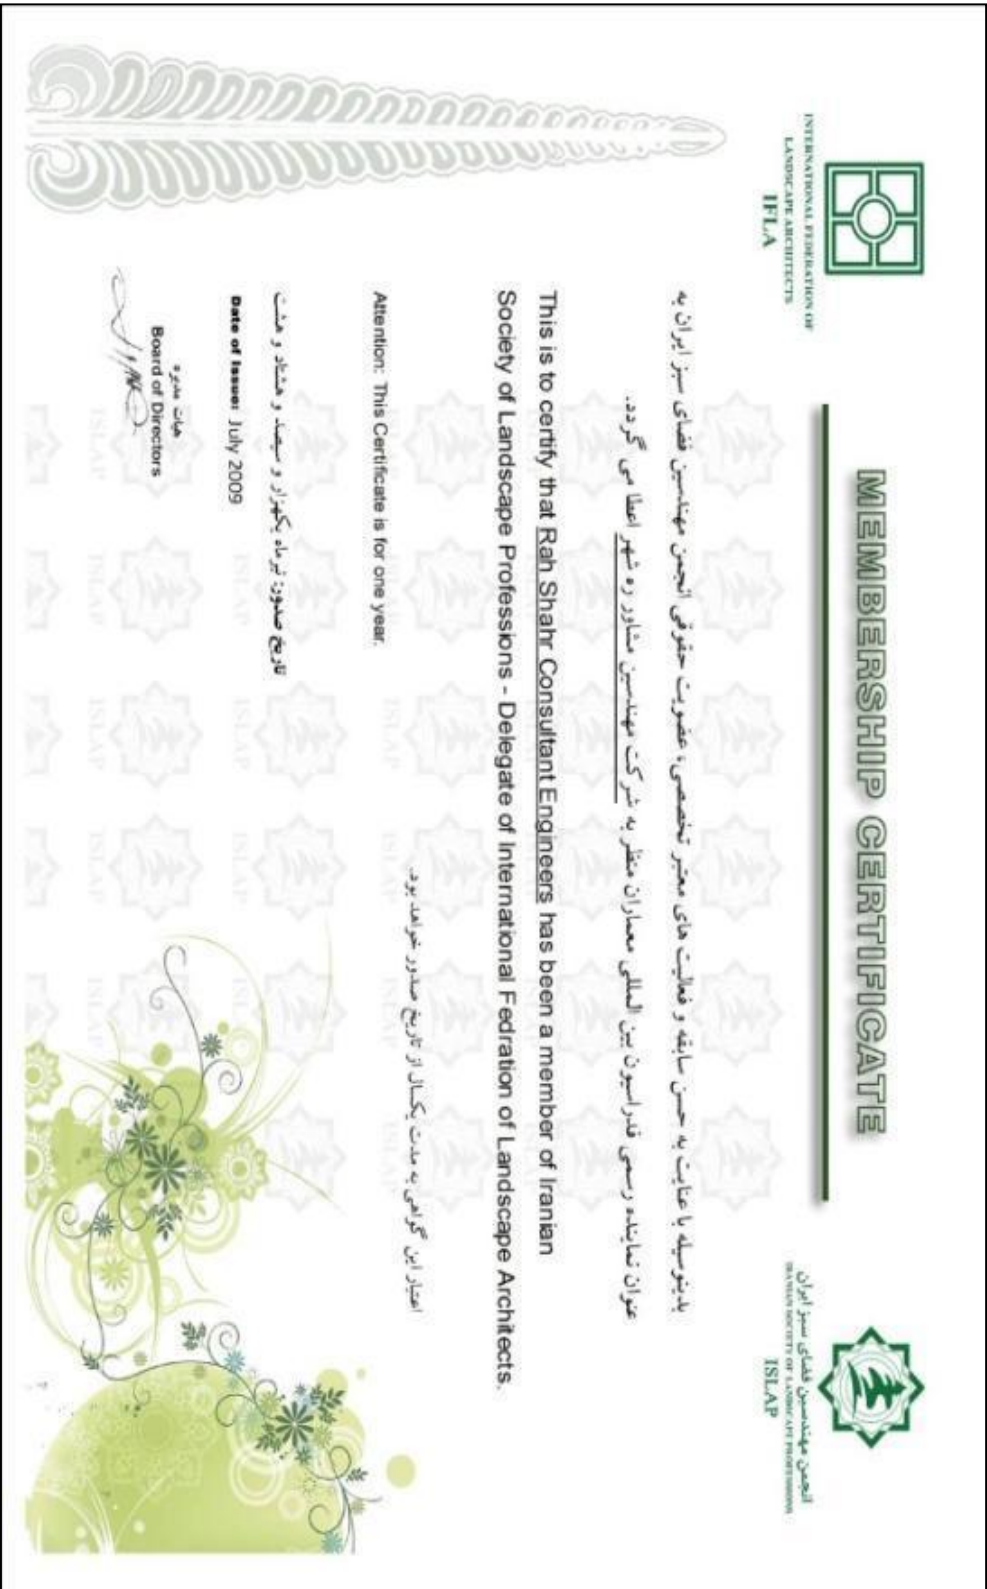 MEMBERSHIP CERTIFICATE
INTERNATIONAL FEDERATION OF
LANDSCAPE ARCHITECTS
IFLA
انجمن مهندسین فضای سبز ایران
IRANIAN SOCIETY OF LANDSCAPE PROFESSIONS
ISLAP
بدینوسیله با عنایت به حسن سابقه و فعالیت های معتبر تخصصی، عضویت حقوقی انجمن مهندسین فضای سبز ایران به
عنوان نماینده رسمی فدراسیون بین المللی معماران منظر به شرکت مهندسین مشاور ره شهر اعطا می گردد.
This is to certify that Rah Shahr Consultant Engineers has been a member of Iranian
Society of Landscape Professions - Delegate of International Fedration of Landscape Architects.
اعتبار این گواهی به مدت یکسال از تاریخ صدور خواهد بود.
Attention: This Certificate is for one year.
تاریخ صدور: تیرماه یکهزار و سیصد و هشتاد و هشت
Date of Issue: July 2009
هیات مدیره
Board of Directors